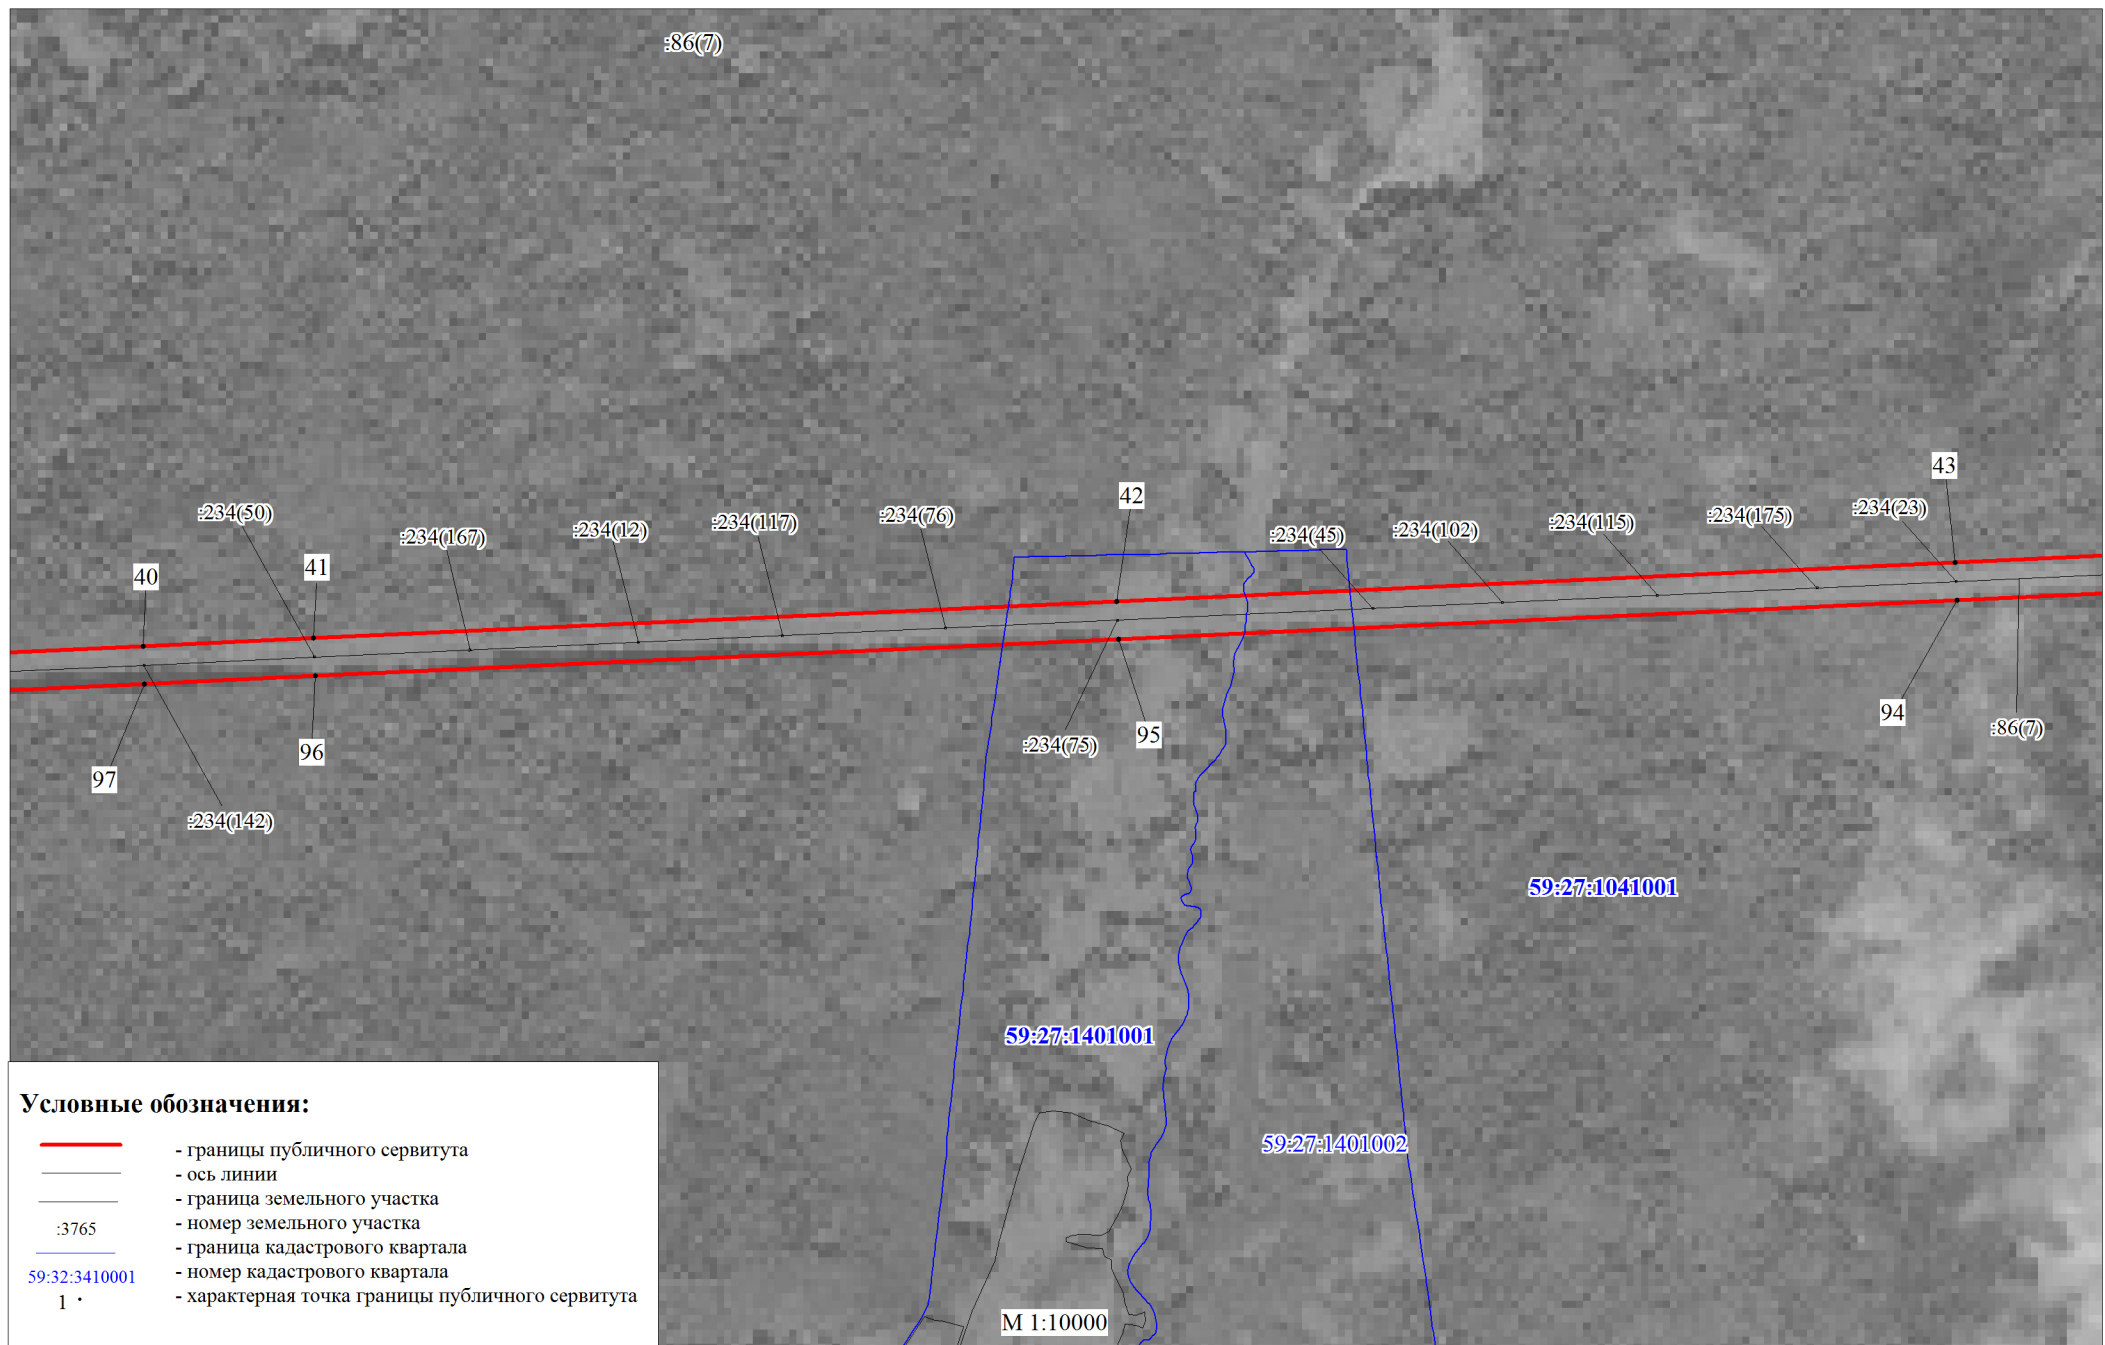 :86(7)
43
42
:234(50)
:234(167)
:234(12)
:234(117)
:234(76)
:234(45)
:234(102)
:234(115)
:234(175)
:234(23)
40
41
97
96
:234(142)
:234(75)
95
94
:86(7)
59:27:1041001
59:27:1401001
59:27:1401002
Условные обозначения:
- границы публичного сервитута
- ось линии
- граница земельного участка
:3765 - номер земельного участка
- граница кадастрового квартала
59:32:3410001 - номер кадастрового квартала
1 - характерная точка границы публичного сервитута
М 1:10000